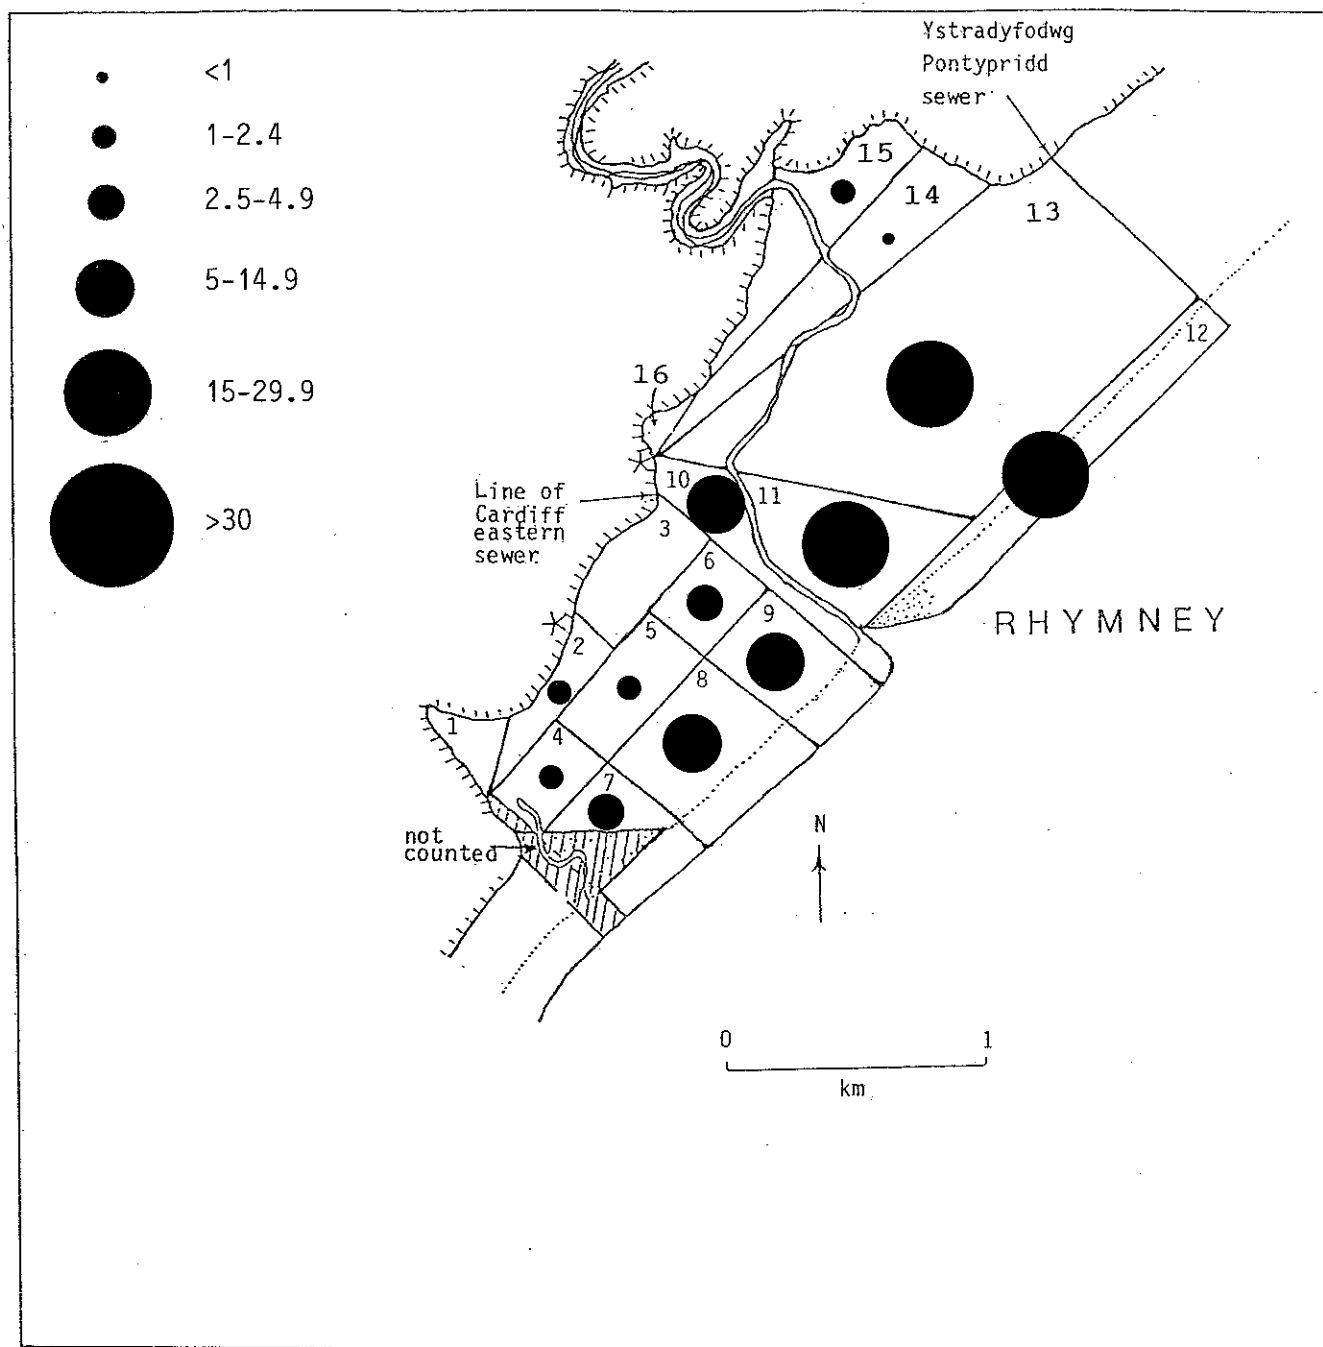 <1
1-2.4
2.5-4.9
5-14.9
15-29.9
>30
Ystradyfodwg
Pontypridd
sewer
15
14
13
12
16
10
11
Line of
Cardiff
eastern
sewer
3
6
9
5
2
8
1
4
7
RHYMNEY
not
counted
N
0 1
km